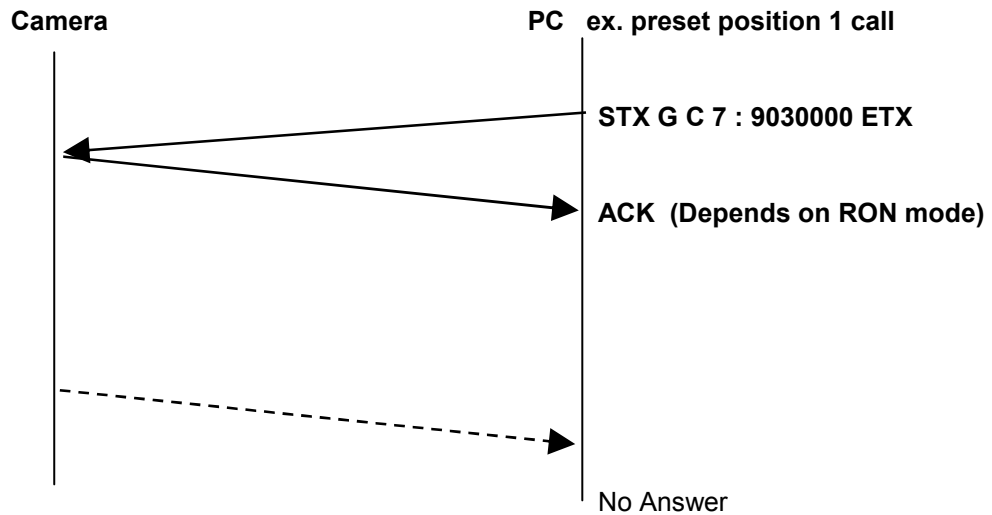 Camera
PC ex. preset position 1 call
STX G C 7 : 9030000 ETX
ACK (Depends on RON mode)
No Answer